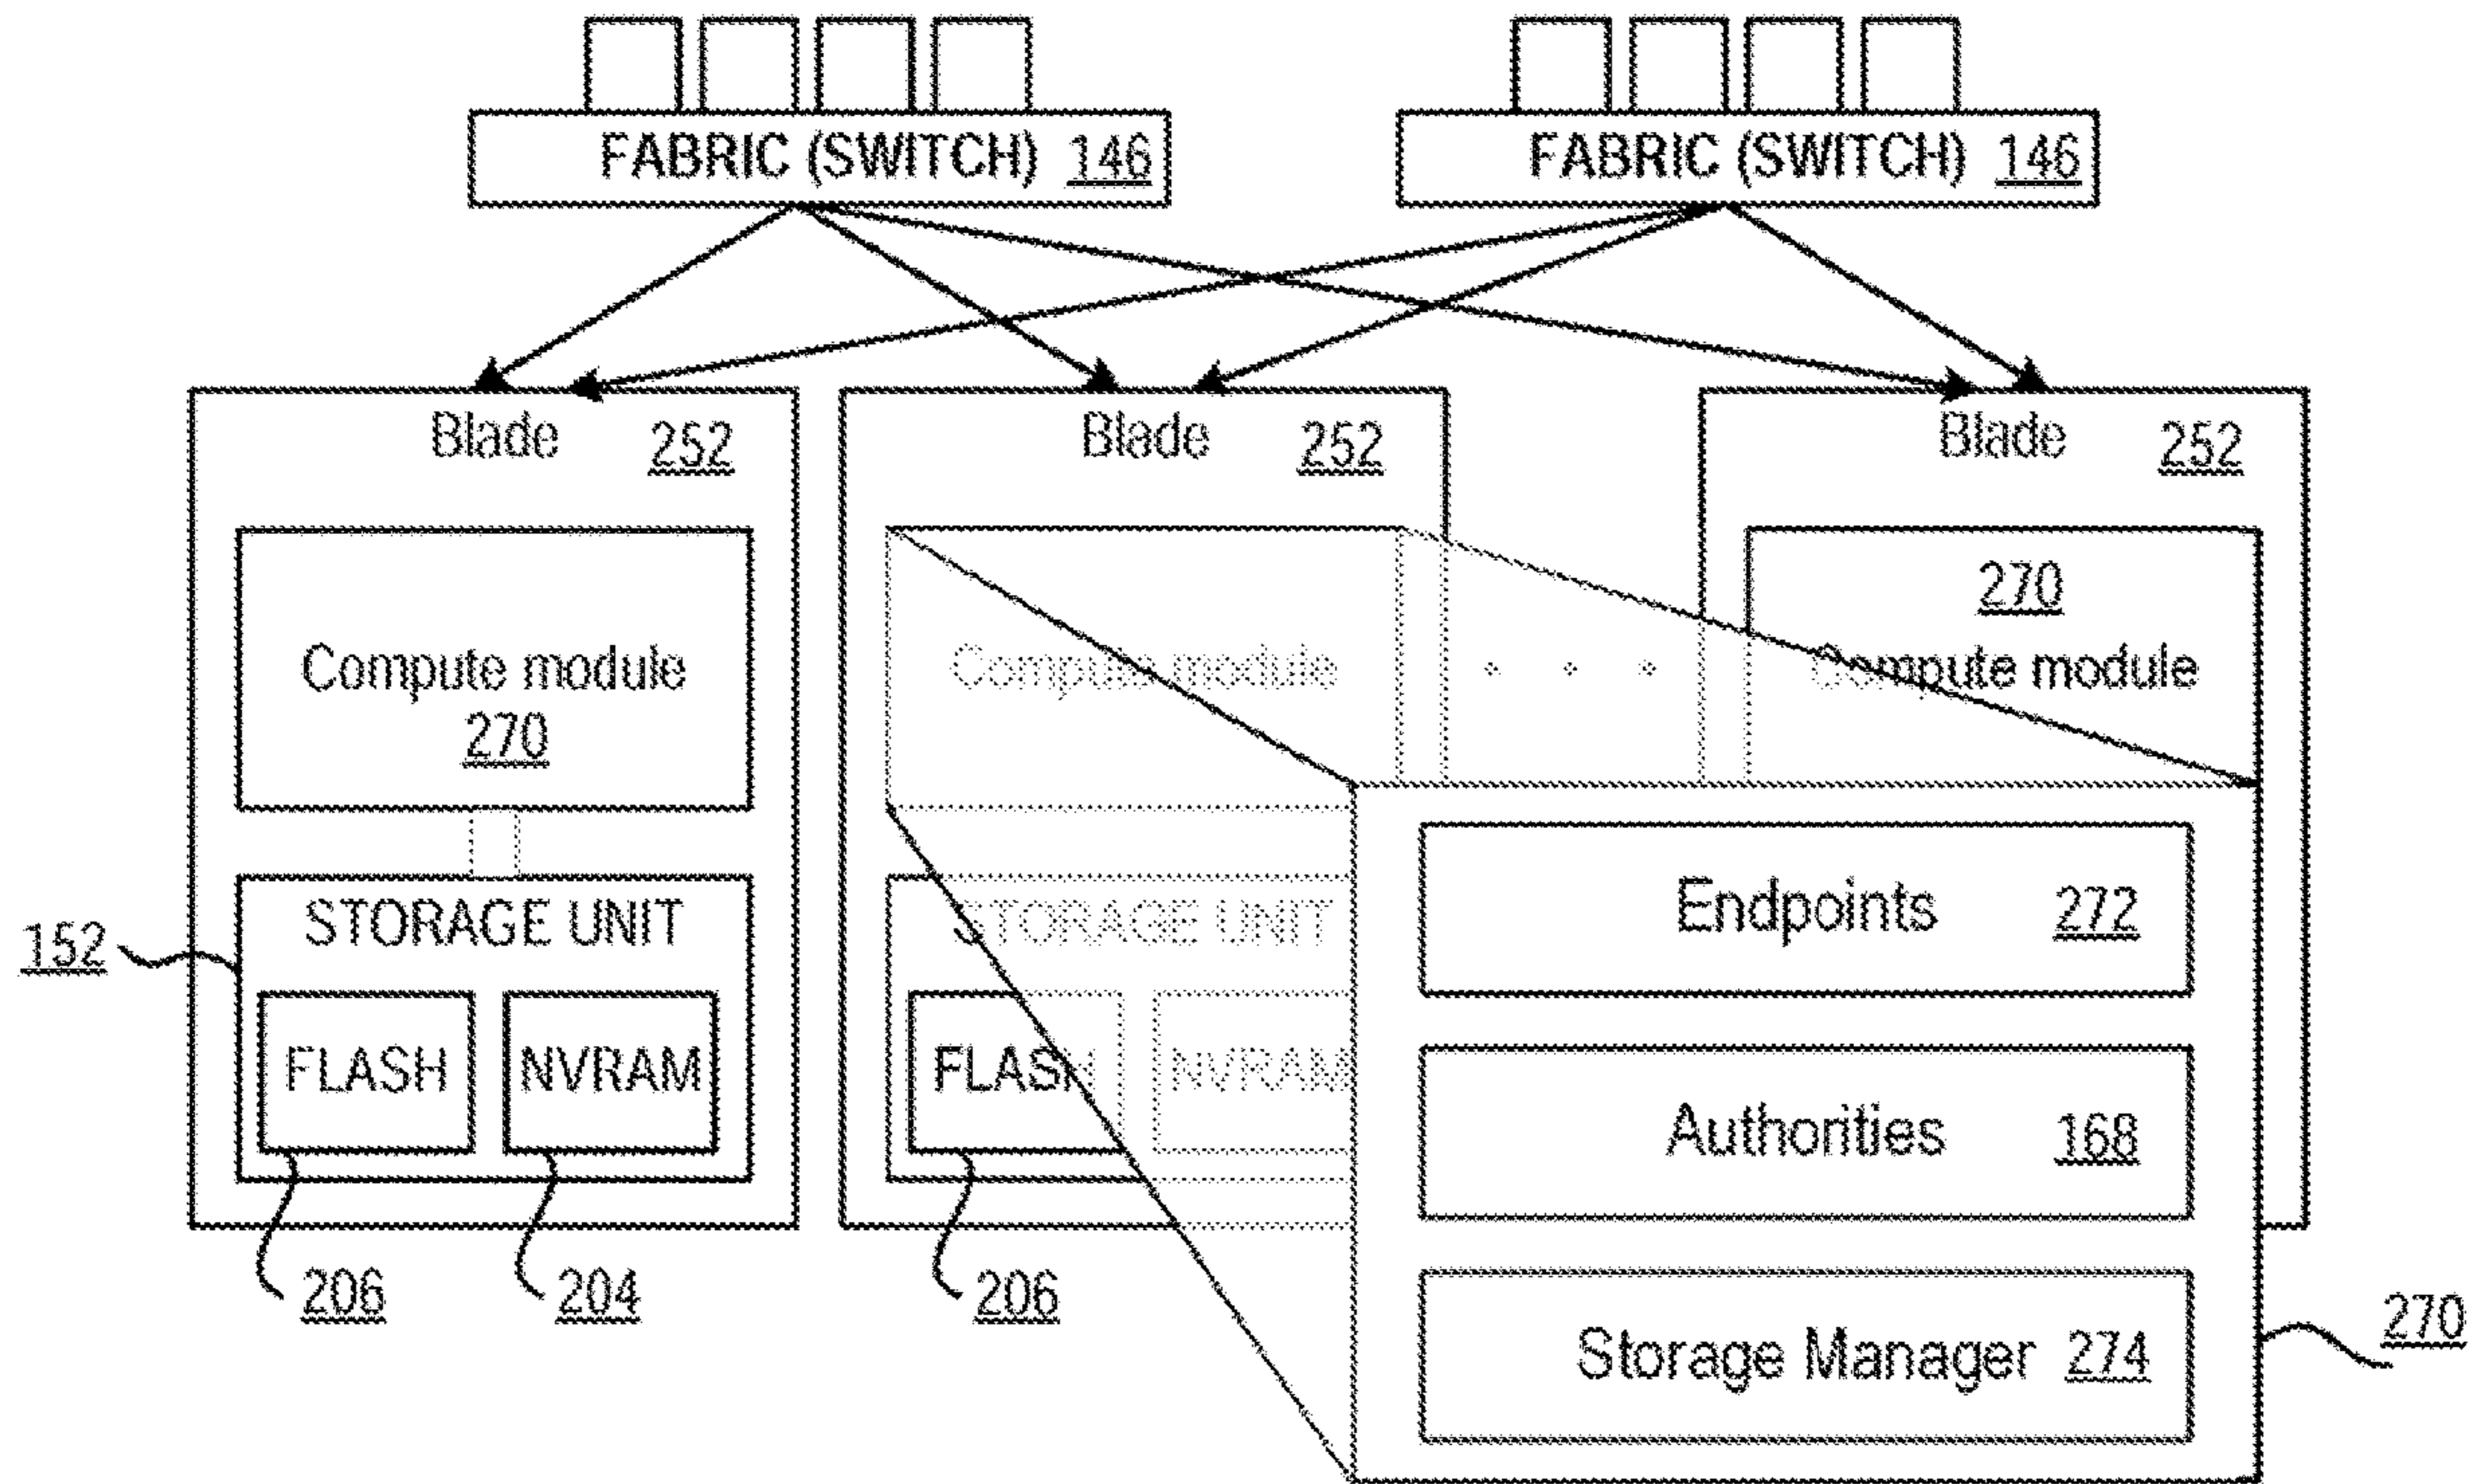 FABRIC (SWITCH) 146
FABRIC (SWITCH) 146
Blade 252
Blade 252
Blade 252
Compute module
270
Compute module
. . .
270
Compute module
152
STORAGE UNIT
FLASH
NVRAM
206
204
STORAGE UNIT
FLASH
NVRAM
206
Endpoints 272
Authorities 168
Storage Manager 274
270